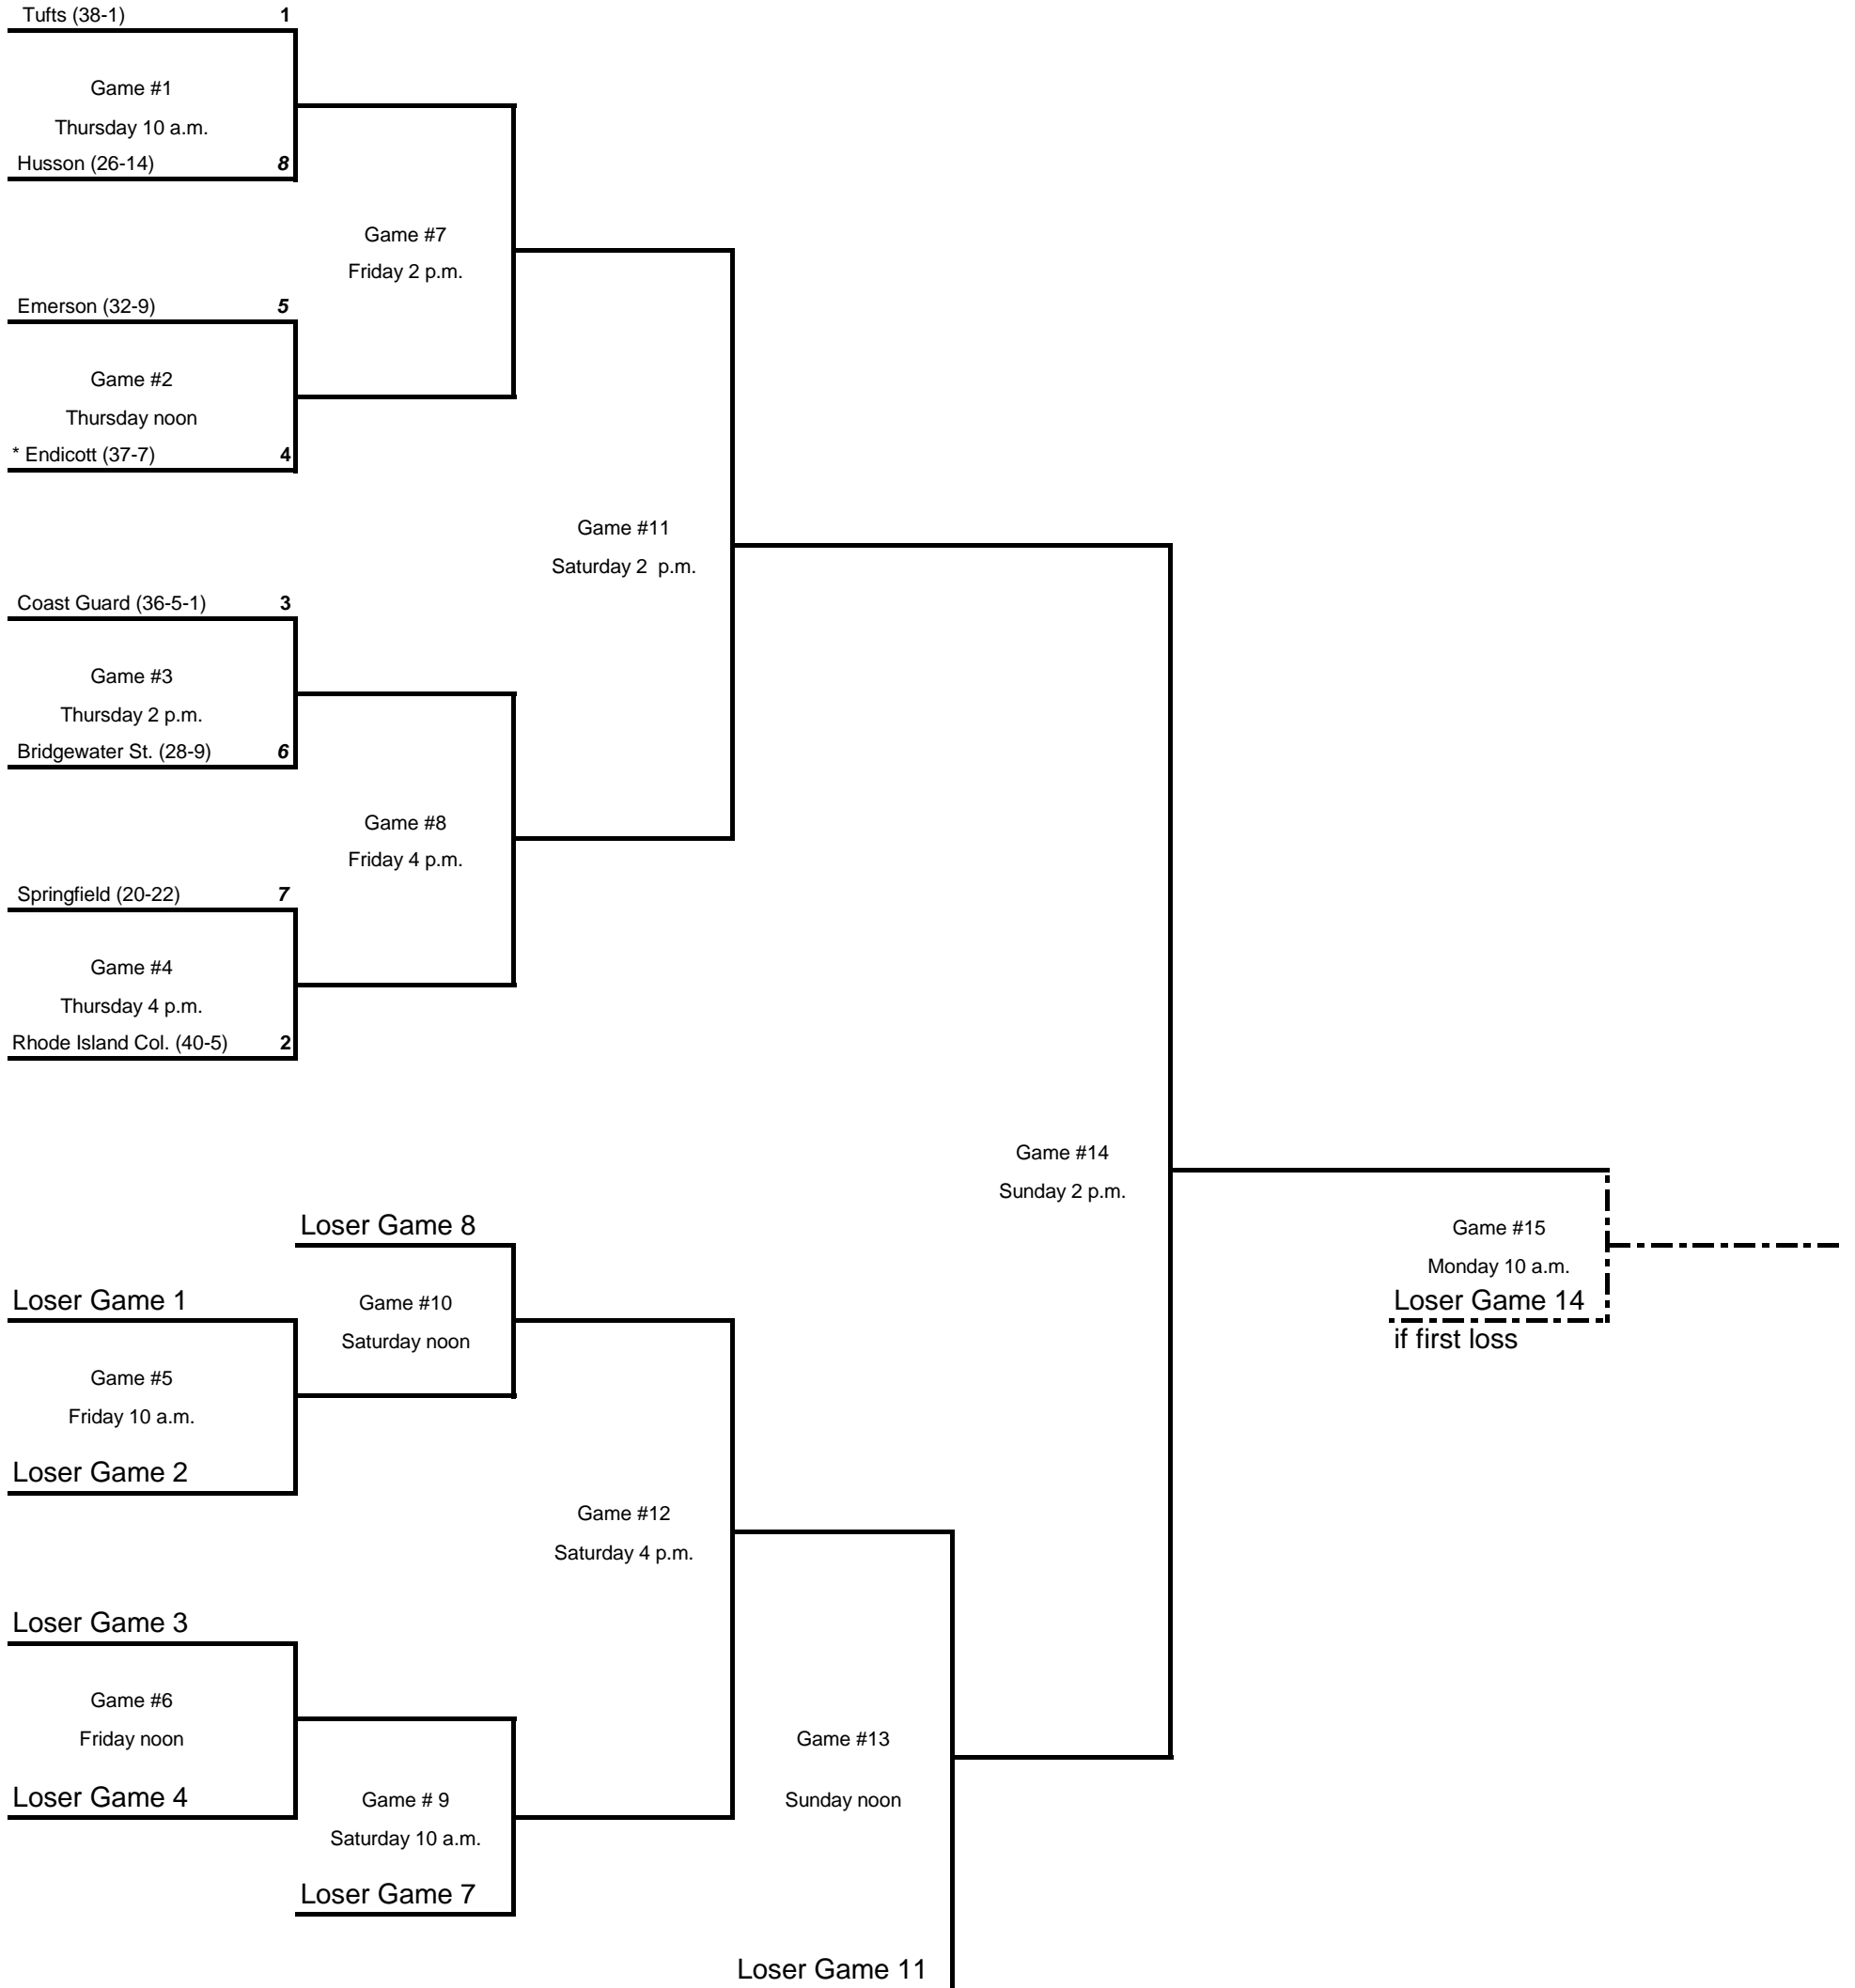 Tufts (38-1) 1
Game #1
Thursday 10 a.m.
Husson (26-14) 8
Game #7
Friday 2 p.m.
Emerson (32-9) 5
Game #2
Thursday noon
* Endicott (37-7) 4
Game #11
Saturday 2 p.m.
Coast Guard (36-5-1) 3
Game #3
Thursday 2 p.m.
Bridgewater St. (28-9) 6
Game #8
Friday 4 p.m.
Springfield (20-22) 7
Game #4
Thursday 4 p.m.
Rhode Island Col. (40-5) 2
Game #14
Sunday 2 p.m.
Loser Game 8
Game #15
Monday 10 a.m.
Loser Game 14
if first loss
Loser Game 1
Game #10
Saturday noon
Game #5
Friday 10 a.m.
Loser Game 2
Game #12
Saturday 4 p.m.
Loser Game 3
Game #6
Friday noon
Game #13
Sunday noon
Loser Game 4
Game # 9
Saturday 10 a.m.
Loser Game 7
Loser Game 11